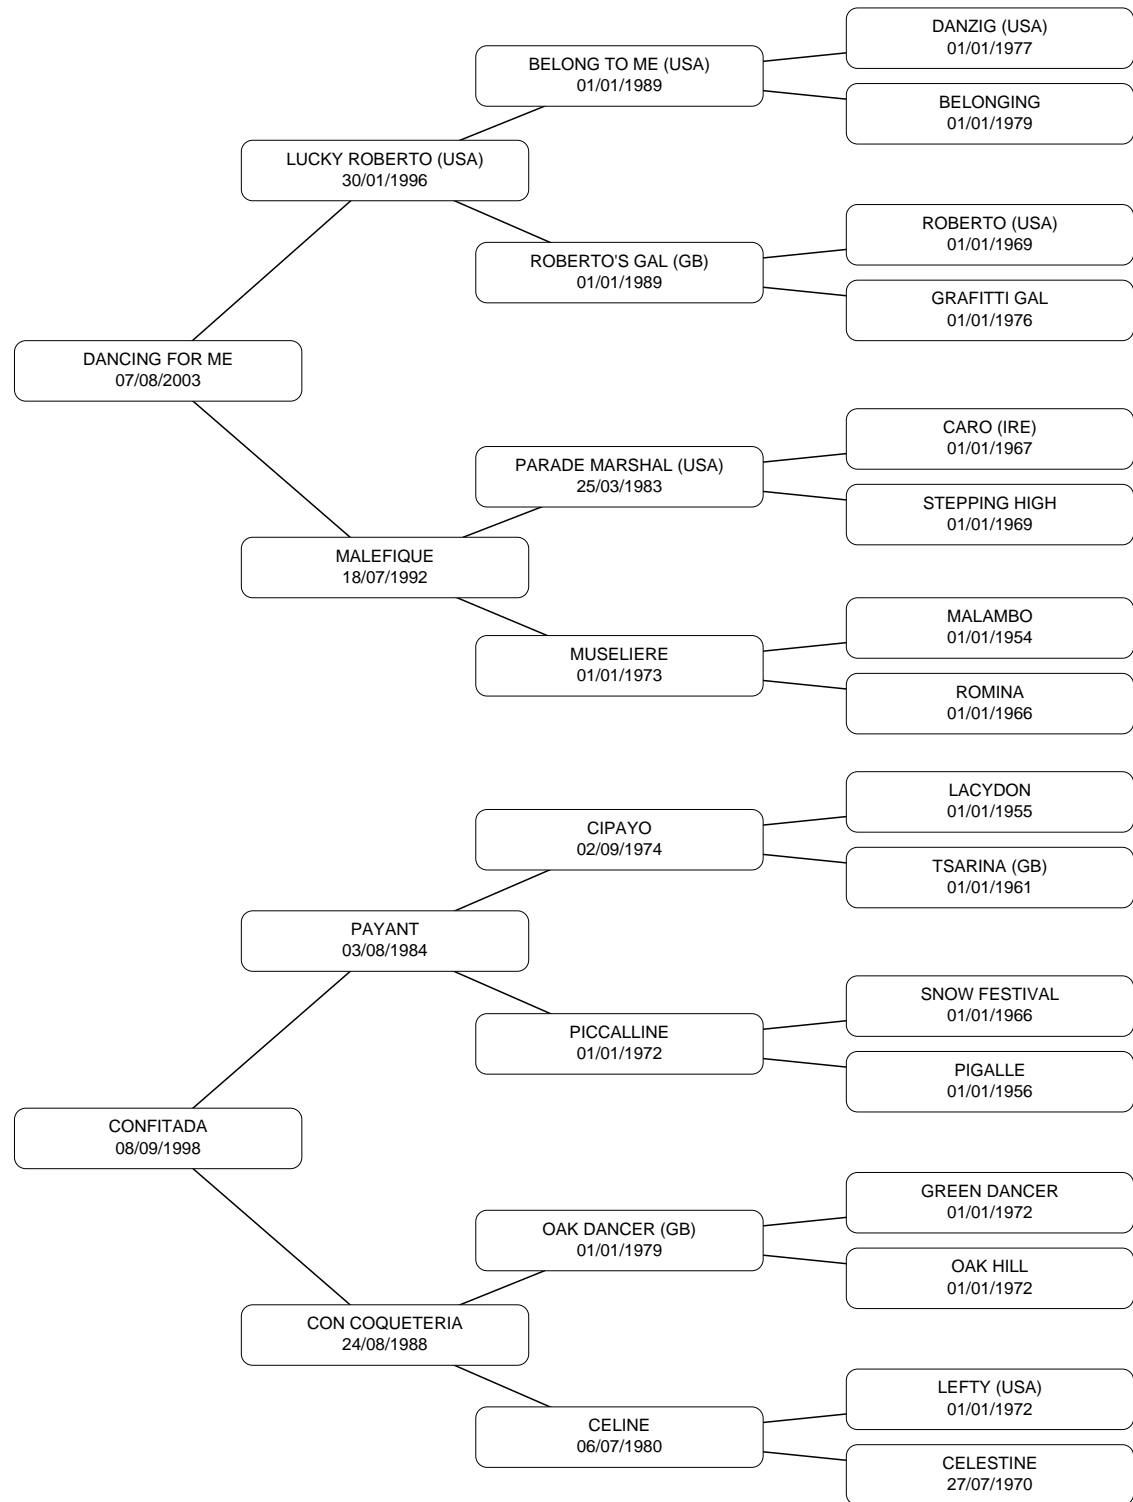 DANZIG (USA)
01/01/1977
BELONG TO ME (USA)
01/01/1989
BELONGING
01/01/1979
LUCKY ROBERTO (USA)
30/01/1996
ROBERTO (USA)
01/01/1969
ROBERTO'S GAL (GB)
01/01/1989
GRAFITTI GAL
01/01/1976
DANCING FOR ME
07/08/2003
CARO (IRE)
01/01/1967
PARADE MARSHAL (USA)
25/03/1983
STEPPING HIGH
01/01/1969
MALEFIQUE
18/07/1992
MALAMBO
01/01/1954
MUSELIERE
01/01/1973
ROMINA
01/01/1966
LACYDON
01/01/1955
CIPAYO
02/09/1974
TSARINA (GB)
01/01/1961
PAYANT
03/08/1984
SNOW FESTIVAL
01/01/1966
PICCALLINE
01/01/1972
PIGALLE
01/01/1956
CONFITADA
08/09/1998
GREEN DANCER
01/01/1972
OAK DANCER (GB)
01/01/1979
OAK HILL
01/01/1972
CON COQUETERIA
24/08/1988
LEFTY (USA)
01/01/1972
CELINE
06/07/1980
CELESTINE
27/07/1970